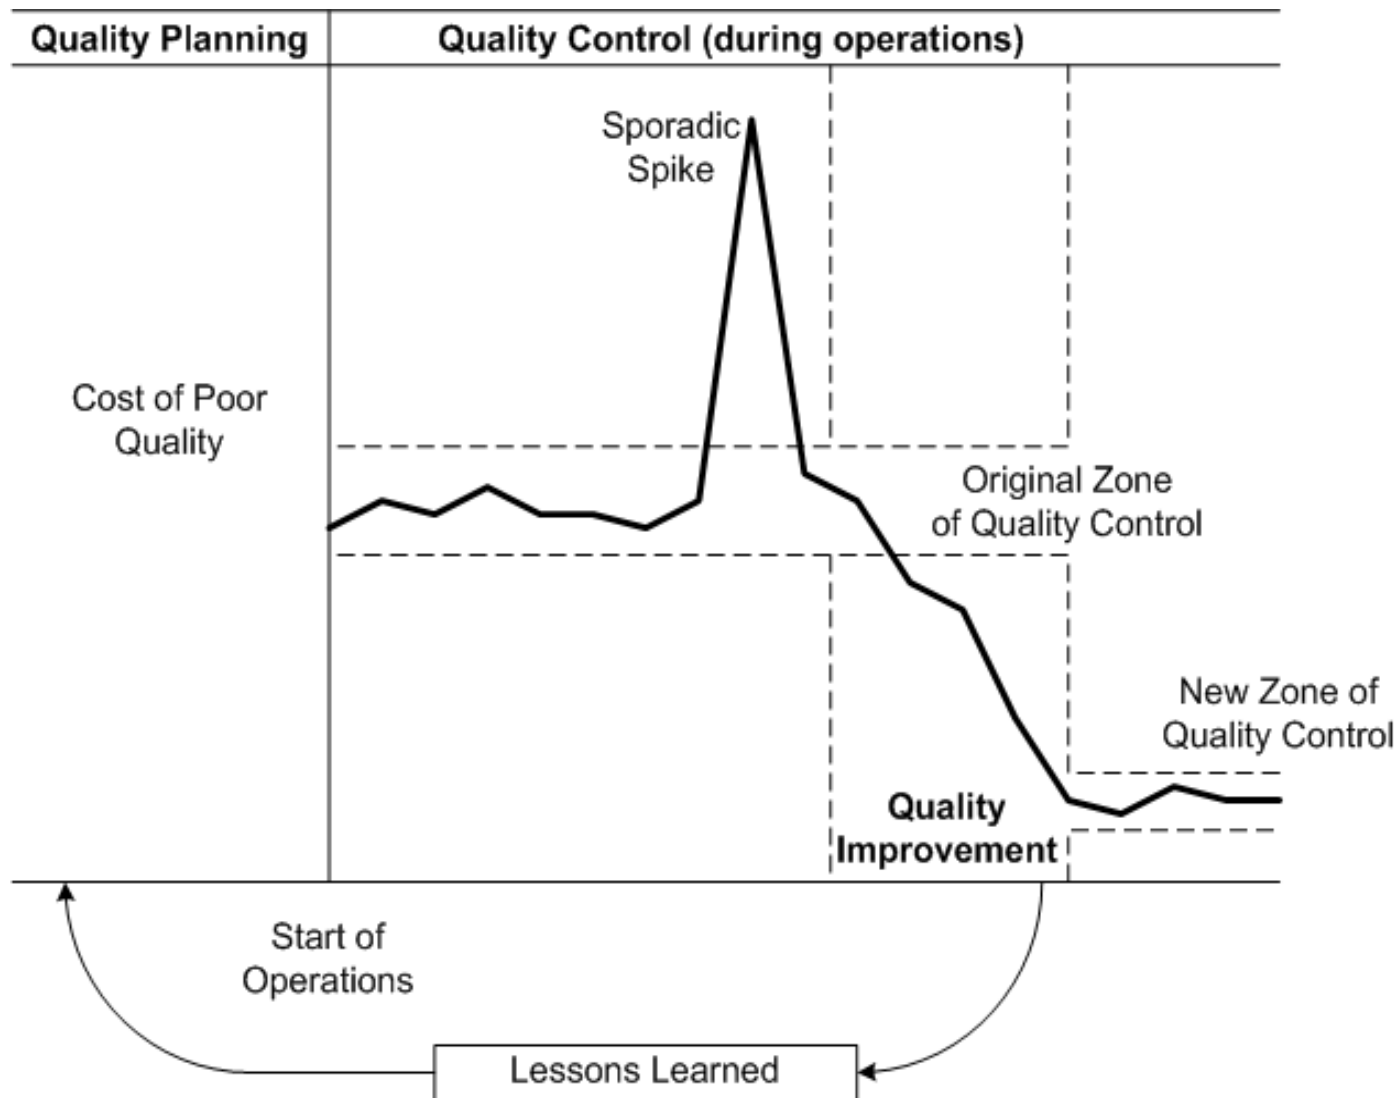 Quality Planning
Quality Control (during operations)
Sporadic
Spike
Cost of Poor
Quality
Original Zone
of Quality Control
New Zone of
Quality Control
Quality
Improvement
Start of
Operations
Lessons Learned